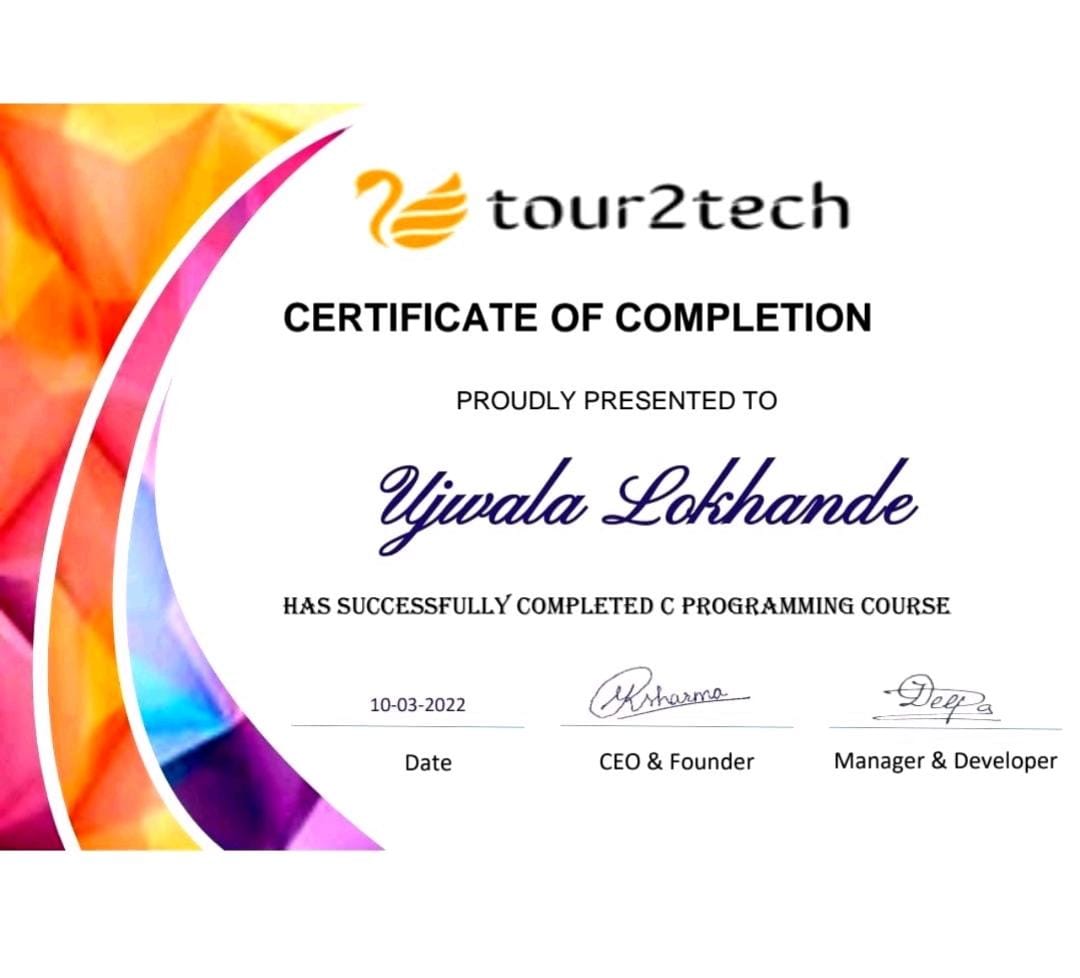 tour2tech
CERTIFICATE OF COMPLETION
PROUDLY PRESENTED TO
Ujwala Lokhande
HAS SUCCESSFULLY COMPLETED C PROGRAMMING COURSE
10-03-2022
Date
MKsharma
CEO & Founder
Deepa
Manager & Developer